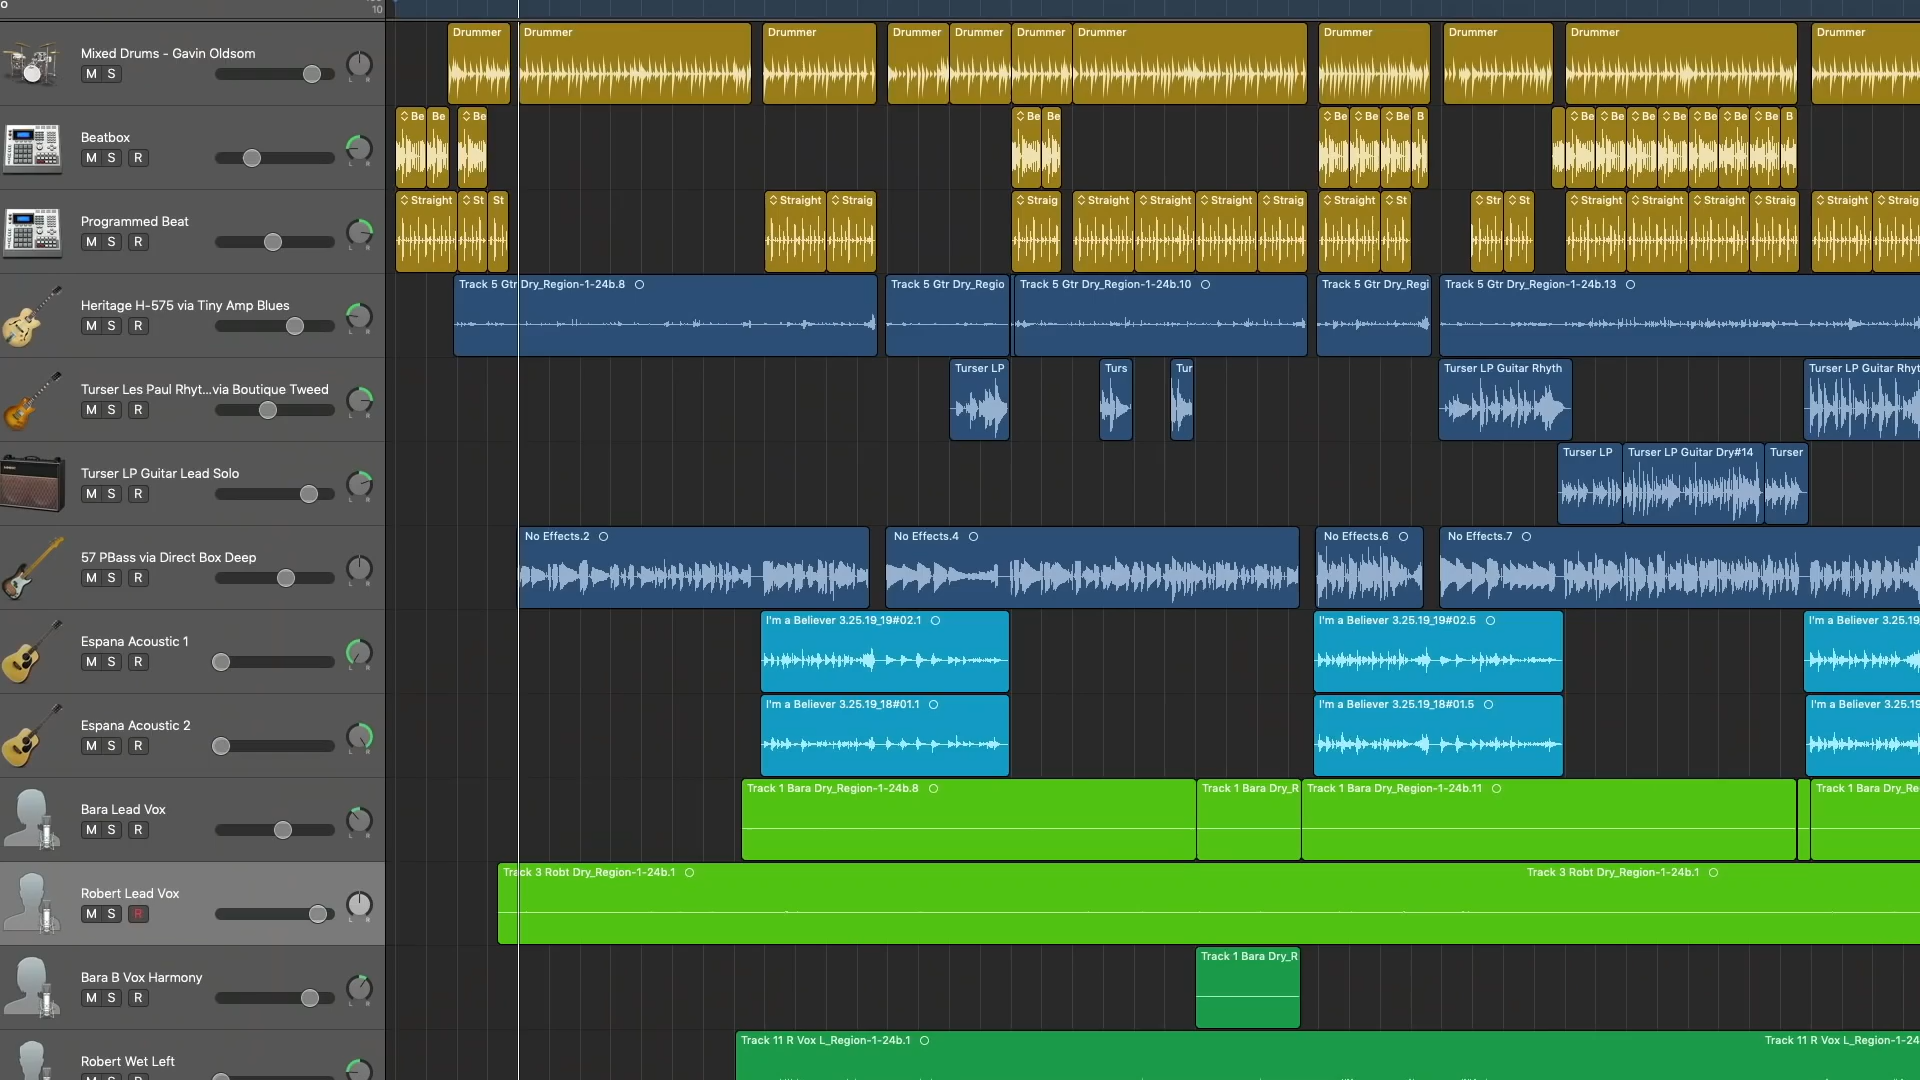 10
Mixed Drums - Gavin Oldsom
M S
L R
Drummer Drummer Drummer Drummer Drummer Drummer Drummer Drummer Drummer Drummer Drummer
Beatbox
M S R
L R
Be Be Be Be Be Be Be Be B Be Be Be Be Be Be Be B
Programmed Beat
M S R
L R
Straight St St Straight Straig Straig Straight Straight Straight Straig Straight St Str St Straight Straight Straight Straig Straight Straig
Heritage H-575 via Tiny Amp Blues
M S R
L R
Track 5 Gtr Dry_Region-1-24b.8 Track 5 Gtr Dry_Regio Track 5 Gtr Dry_Region-1-24b.10 Track 5 Gtr Dry_Regi Track 5 Gtr Dry_Region-1-24b.13
Turser Les Paul Rhyt...via Boutique Tweed
M S R
L R
Turser LP Turs Tur Turser LP Guitar Rhyth Turser LP Guitar Rhyt
Turser LP Guitar Lead Solo
M S R
L R
Turser LP Turser LP Guitar Dry#14 Turser
57 PBass via Direct Box Deep
M S R
L R
No Effects.2 No Effects.4 No Effects.6 No Effects.7
Espana Acoustic 1
M S R
L R
I'm a Believer 3.25.19_19#02.1 I'm a Believer 3.25.19_19#02.5 I'm a Believer 3.25.19
Espana Acoustic 2
M S R
L R
I'm a Believer 3.25.19_18#01.1 I'm a Believer 3.25.19_18#01.5 I'm a Believer 3.25.19
Bara Lead Vox
M S R
L R
Track 1 Bara Dry_Region-1-24b.8 Track 1 Bara Dry_R Track 1 Bara Dry_Region-1-24b.11 Track 1 Bara Dry_Re
Robert Lead Vox
M S R
L R
Track 3 Robt Dry_Region-1-24b.1 Track 3 Robt Dry_Region-1-24b.1
Bara B Vox Harmony
M S R
L R
Track 1 Bara Dry_R
Robert Wet Left
M S R
L R
Track 11 R Vox L_Region-1-24b.1 Track 11 R Vox L_Region-1-24